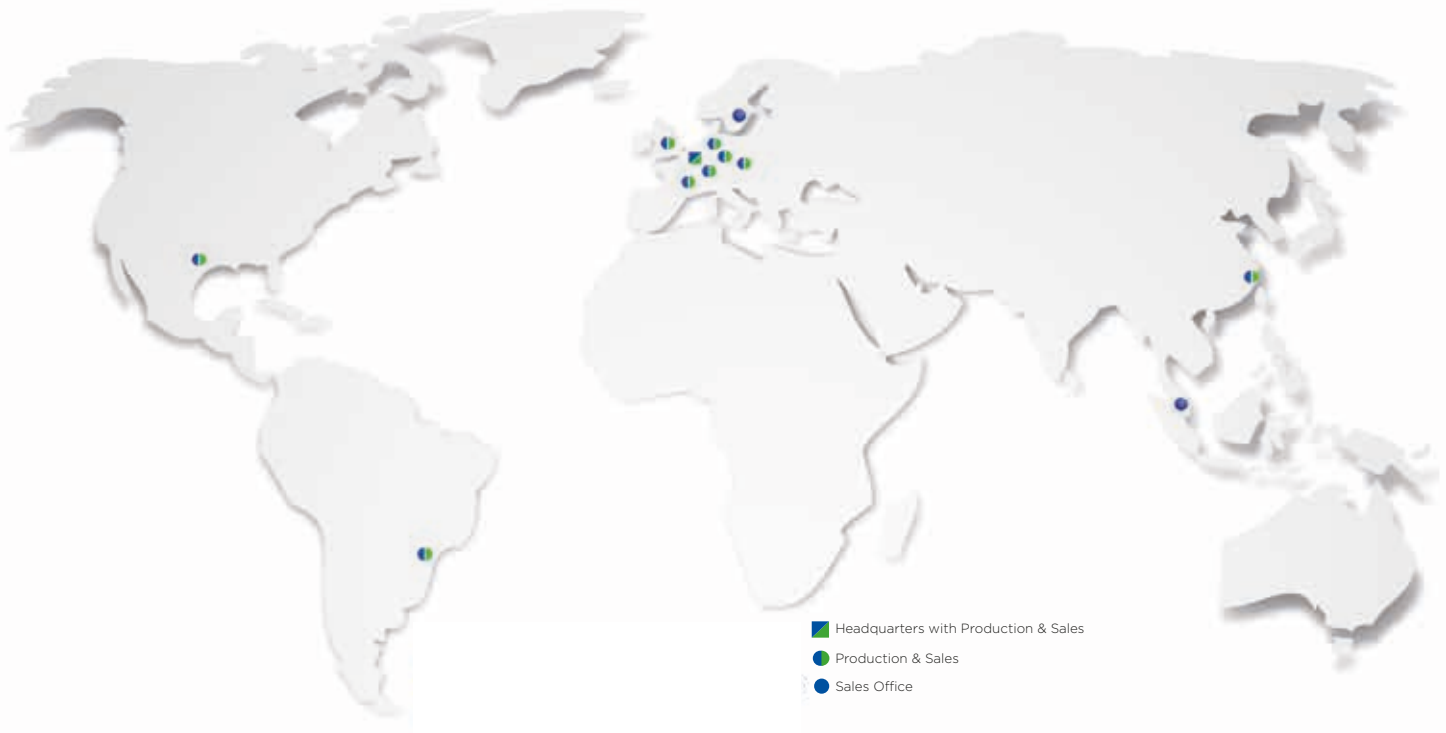 Headquarters with Production & Sales
Production & Sales
Sales Office